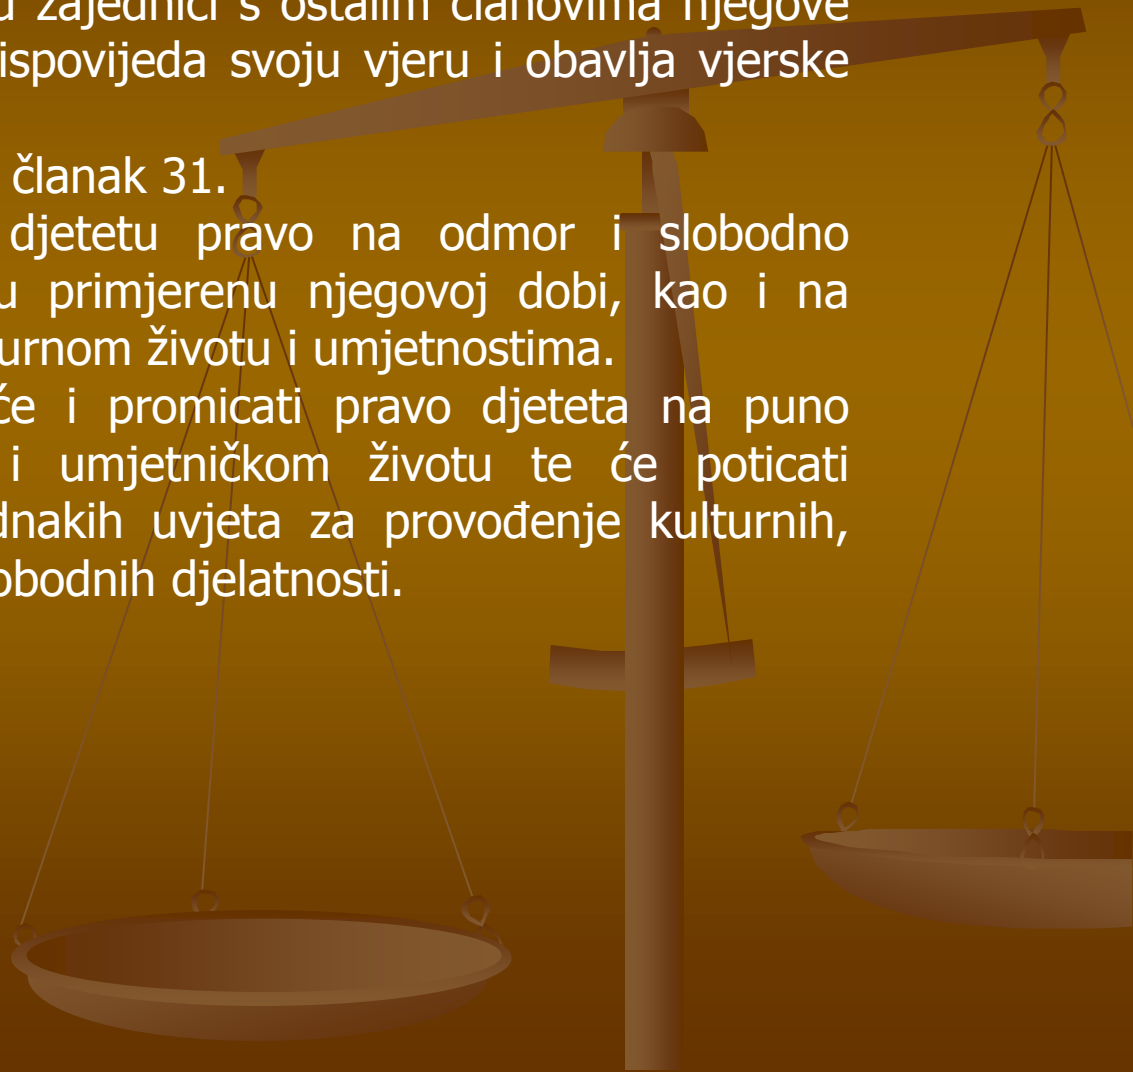 u zajednici s ostalim članovima njegove
ispovijeda svoju vjeru i obavlja vjerske
članak 31.
djetetu pravo na odmor i slobodno
u primjerenu njegovoj dobi, kao i na
urnom životu i umjetnostima.
će i promicati pravo djeteta na puno
i umjetničkom životu te će poticati
dnakih uvjeta za provođenje kulturnih,
obodnih djelatnosti.